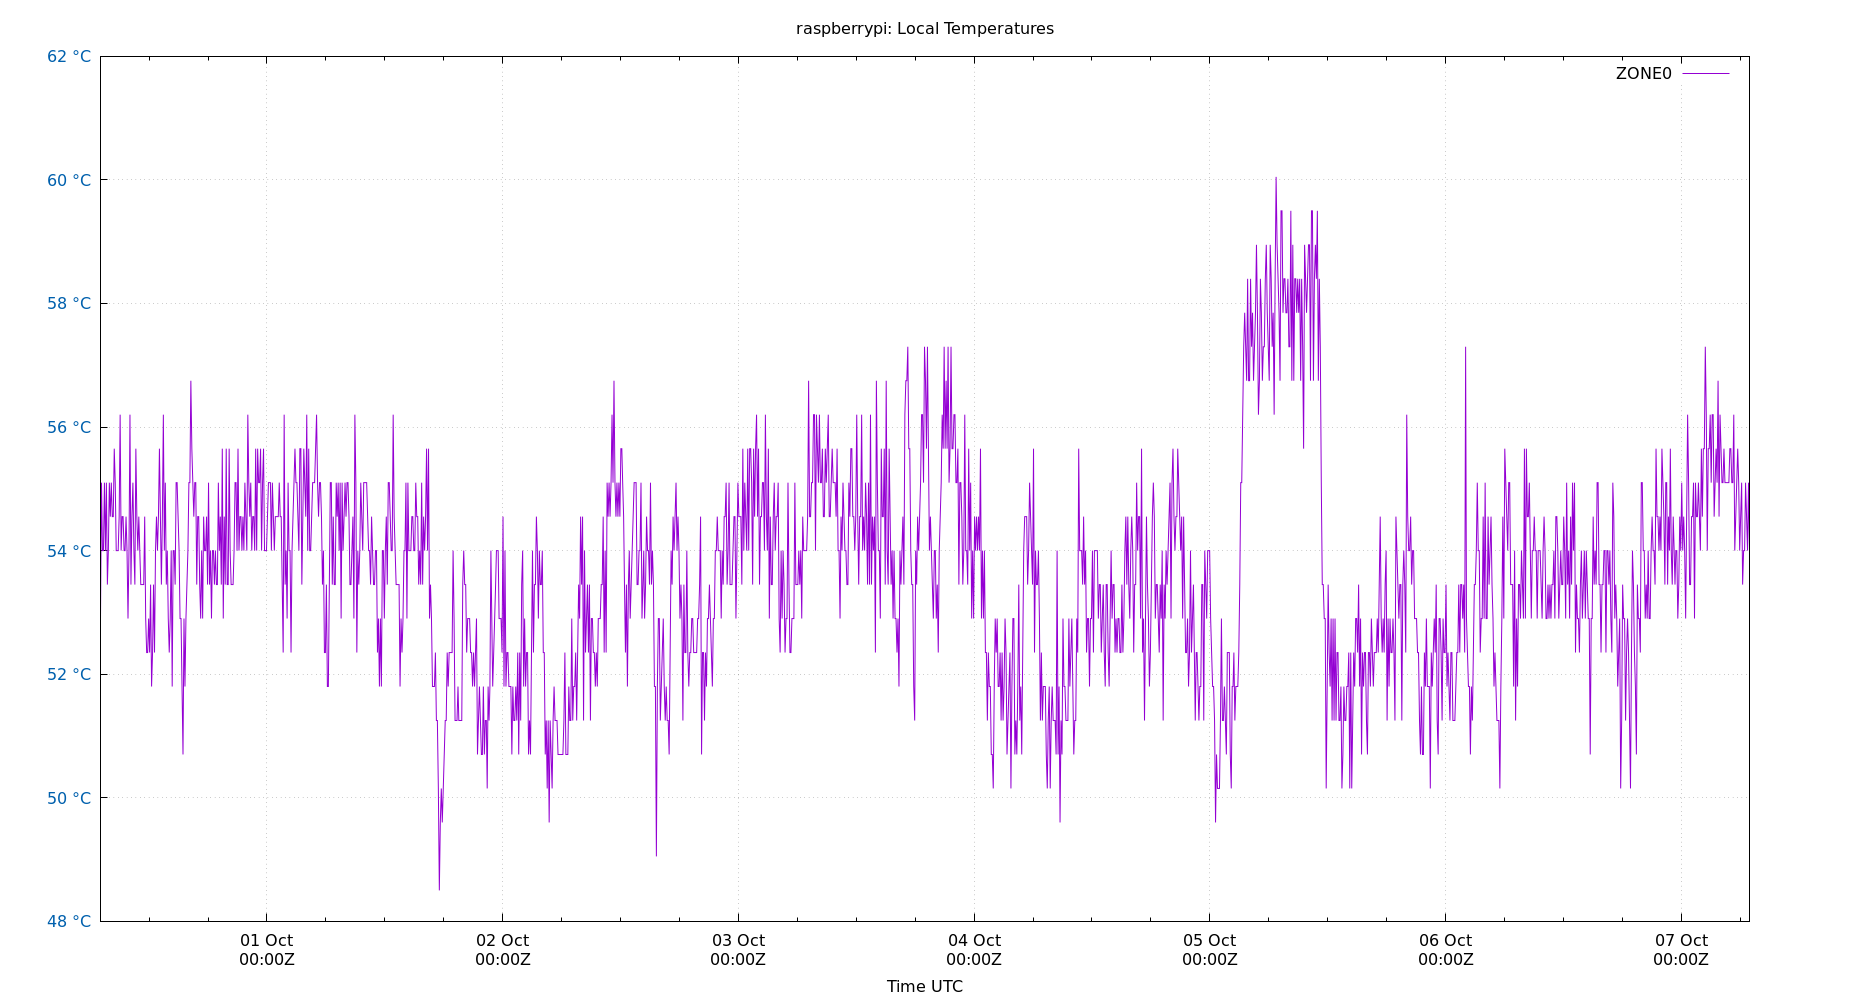 raspberrypi: Local Temperatures
62 °C
ZONE0
60 °C
58 °C
56 °C
54 °C
52 °C
50 °C
48 °C
01 Oct 02 Oct 03 Oct 04 Oct 05 Oct 06 Oct 07 Oct
00:00Z 00:00Z 00:00Z 00:00Z 00:00Z 00:00Z 00:00Z
Time UTC